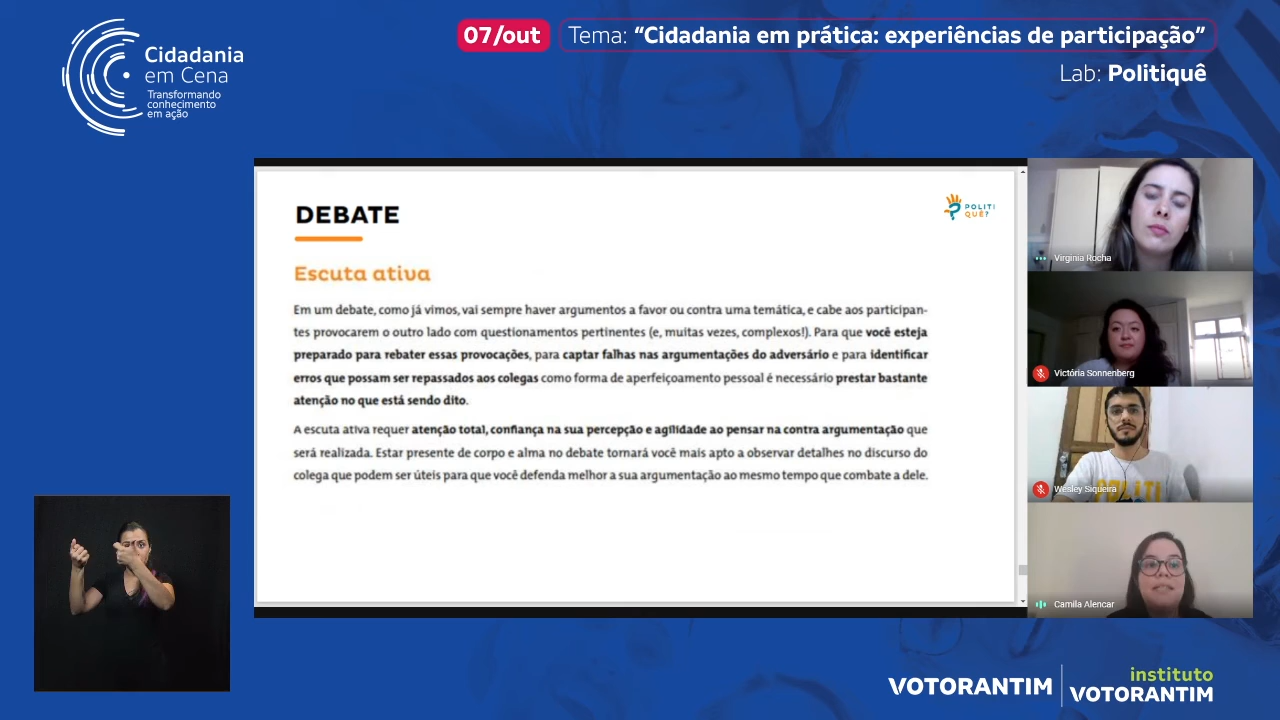 Cidadania
em Cena
Transformando
conhecimento
em ação
07/out
Tema: “Cidadania em prática: experiências de participação”
Lab: Politiquê
DEBATE
POLITI
QUÊ?
Escuta ativa
Em um debate, como já vimos, vai sempre haver argumentos a favor ou contra uma temática, e cabe aos participan-
tes provocarem o outro lado com questionamentos pertinentes (e, muitas vezes, complexos!). Para que você esteja
preparado para rebater essas provocações, para captar falhas nas argumentações do adversário e para identificar
erros que possam ser repassados aos colegas como forma de aperfeiçoamento pessoal é necessário prestar bastante
atenção no que está sendo dito.
A escuta ativa requer atenção total, confiança na sua percepção e agilidade ao pensar na contra argumentação que
será realizada. Estar presente de corpo e alma no debate tornará você mais apto a observar detalhes no discurso do
colega que podem ser úteis para que você defenda melhor a sua argumentação ao mesmo tempo que combate a dele.
Virgínia Rocha
Victória Sonnenberg
Wesley Siqueira
POLITI
Camila Alencar
VOTORANTIM
instituto
VOTORANTIM